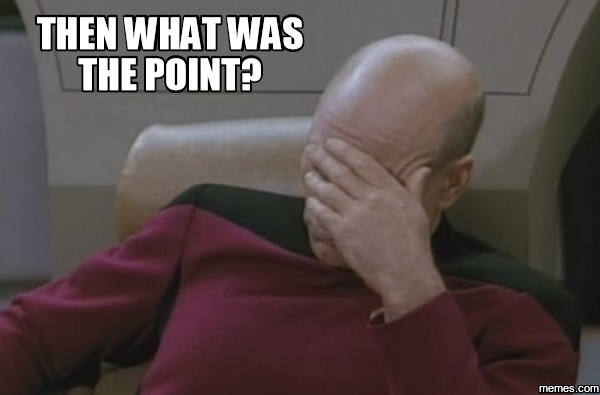 THEN WHAT WAS
THE POINT?
memes.com